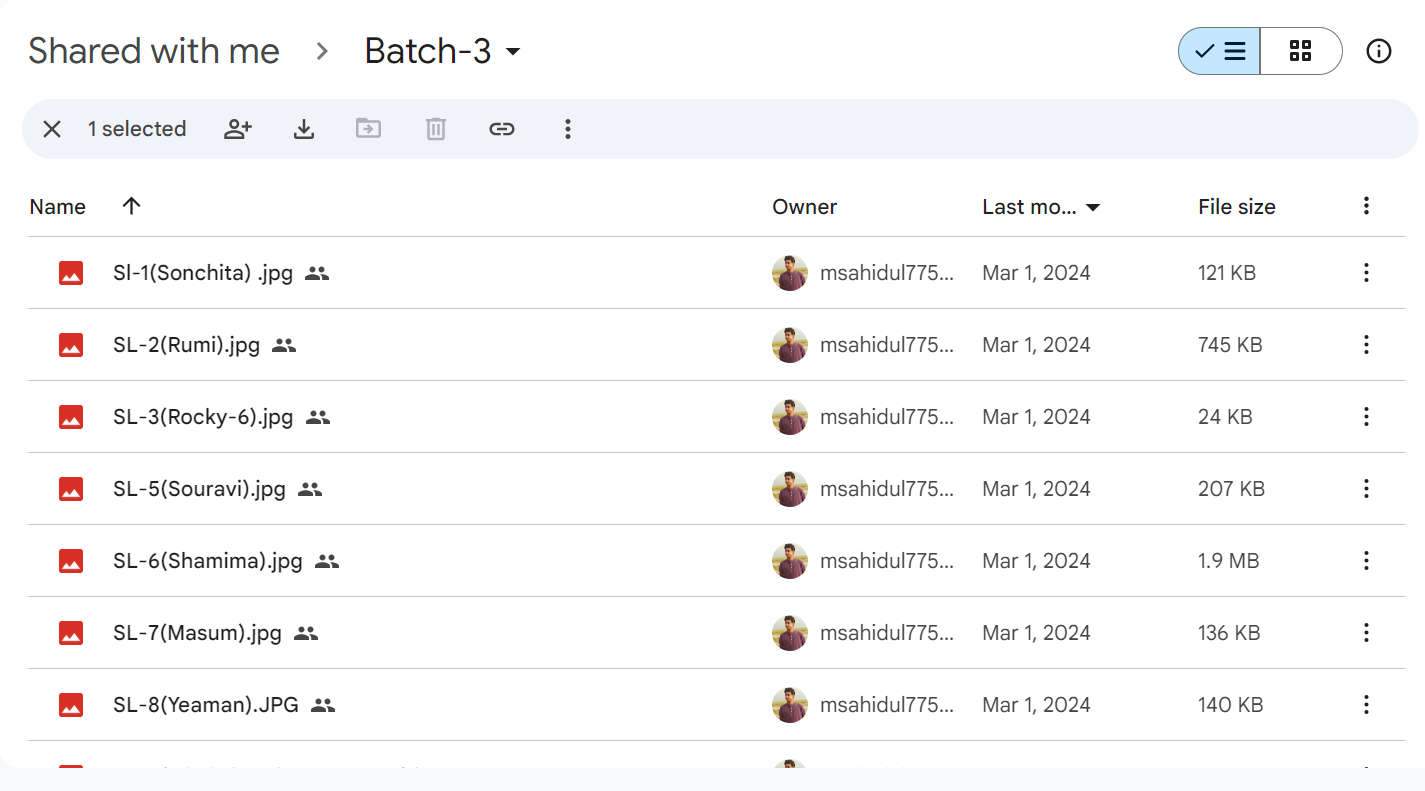 Shared with me > Batch-3
1 selected
Name Owner Last mo... File size
Sl-1(Sonchita) .jpg msahidul775... Mar 1, 2024 121 KB
SL-2(Rumi).jpg msahidul775... Mar 1, 2024 745 KB
SL-3(Rocky-6).jpg msahidul775... Mar 1, 2024 24 KB
SL-5(Souravi).jpg msahidul775... Mar 1, 2024 207 KB
SL-6(Shamima).jpg msahidul775... Mar 1, 2024 1.9 MB
SL-7(Masum).jpg msahidul775... Mar 1, 2024 136 KB
SL-8(Yeaman).JPG msahidul775... Mar 1, 2024 140 KB